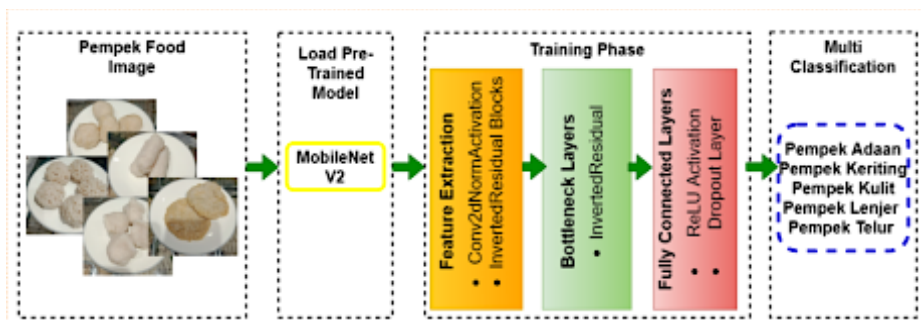 Pempek Food
Image
Load Pre-
Trained
Model
MobileNet
V2
Training Phase
Feature Extraction
• Conv2dNormActivation
• InvertedResidual Blocks
Bottleneck Layers
• InvertedResidual
Fully Connected Layers
• ReLU Activation
• Dropout Layer
Multi
Classification
Pempek Adaan
Pempek Keriting
Pempek Kulit
Pempek Lenjer
Pempek Telur